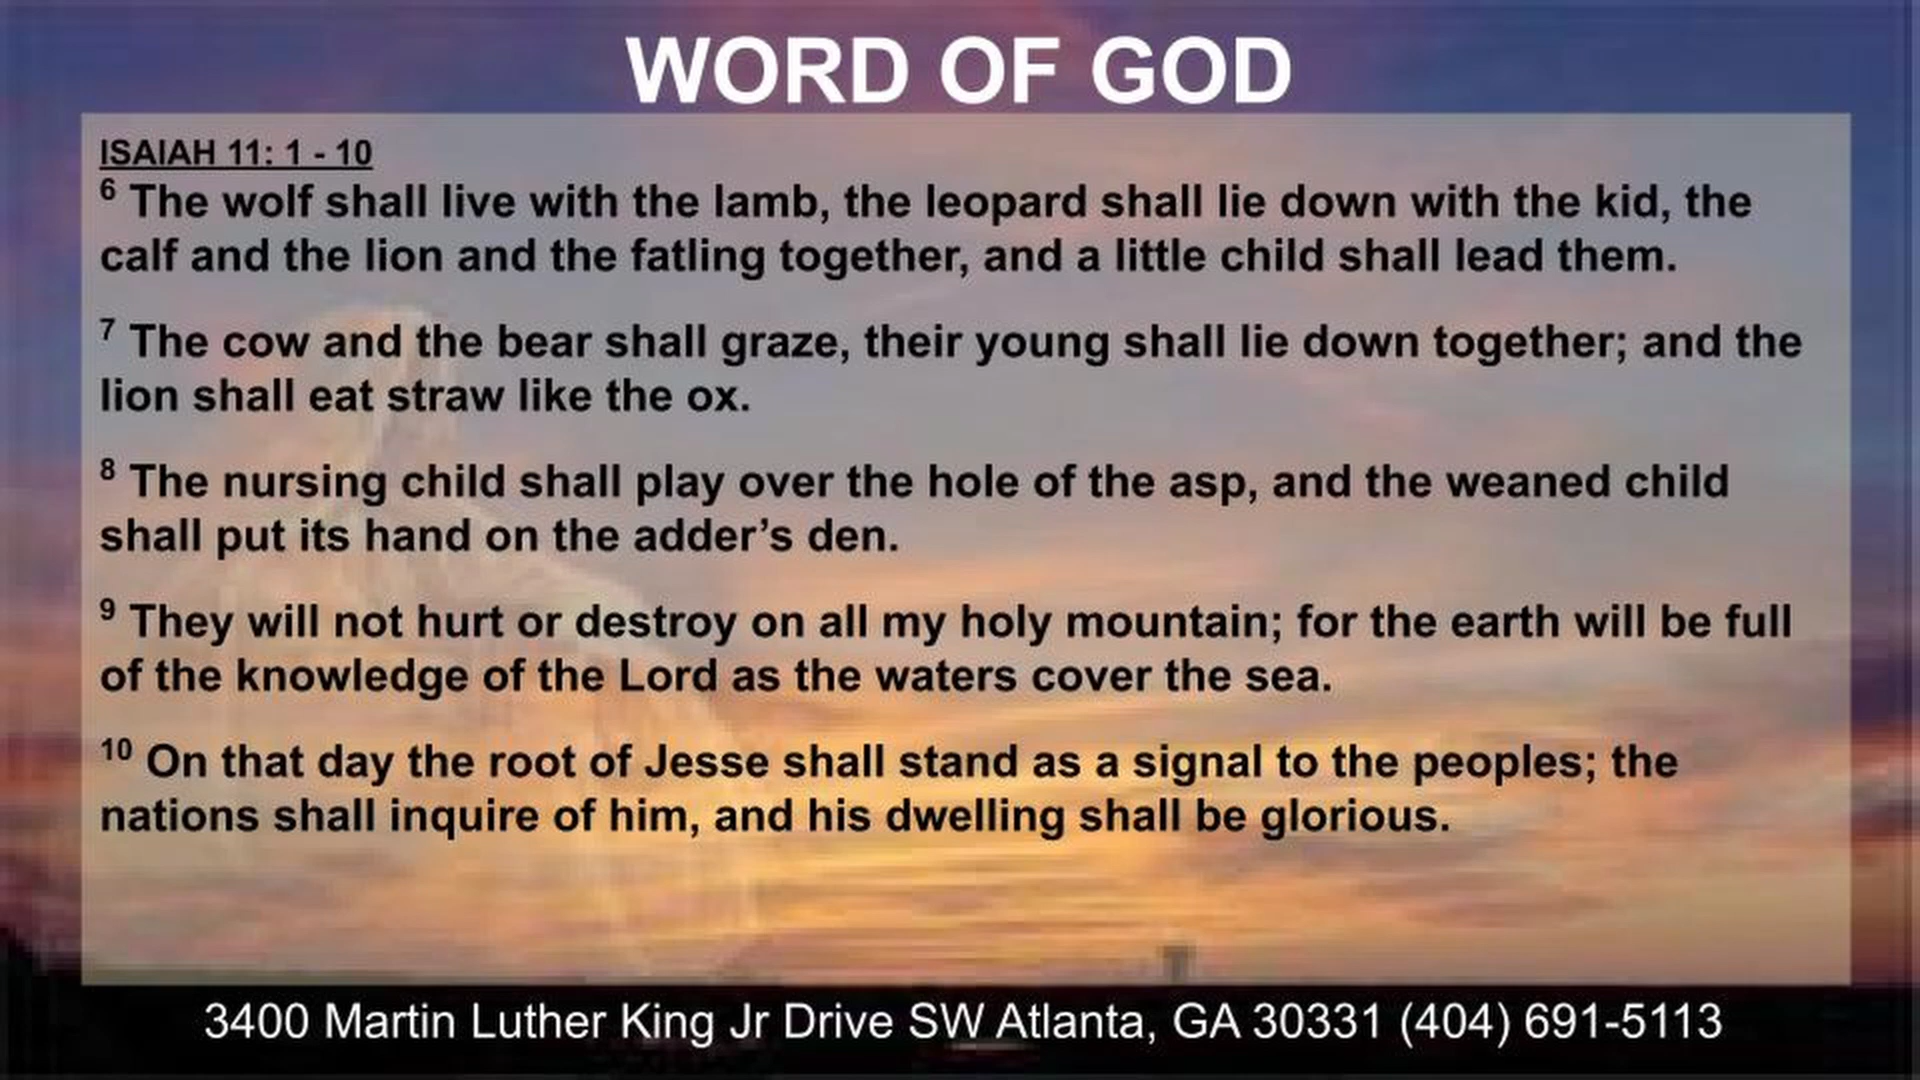 WORD OF GOD
ISAIAH 11: 1 - 10
6 The wolf shall live with the lamb, the leopard shall lie down with the kid, the
calf and the lion and the fatling together, and a little child shall lead them.
7 The cow and the bear shall graze, their young shall lie down together; and the
lion shall eat straw like the ox.
8 The nursing child shall play over the hole of the asp, and the weaned child
shall put its hand on the adder’s den.
9 They will not hurt or destroy on all my holy mountain; for the earth will be full
of the knowledge of the Lord as the waters cover the sea.
10 On that day the root of Jesse shall stand as a signal to the peoples; the
nations shall inquire of him, and his dwelling shall be glorious.
3400 Martin Luther King Jr Drive SW Atlanta, GA 30331 (404) 691-5113